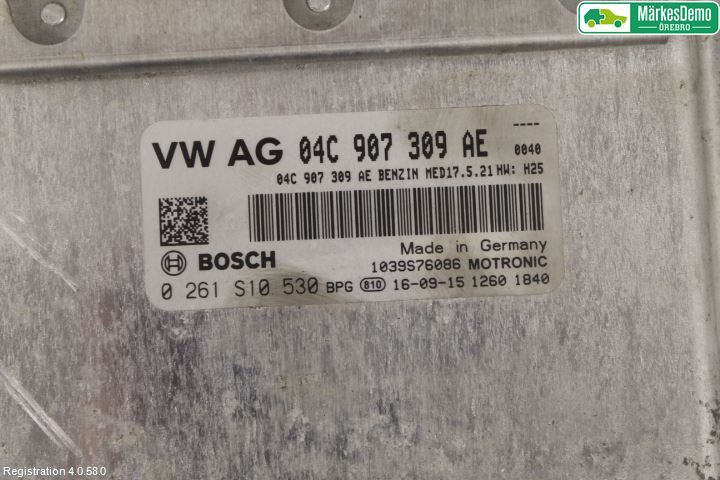 MärkesDemo
ÖREBRO
VW AG 04C 907 309 AE ---- 0040
04C 907 309 AE BENZIN MED17.5.21 HW: H25
Made in Germany
BOSCH 1039S76086 MOTRONIC
0 261 S10 530 BPG 810 16-09-15 1260 1840
Registration 4.0.58.0